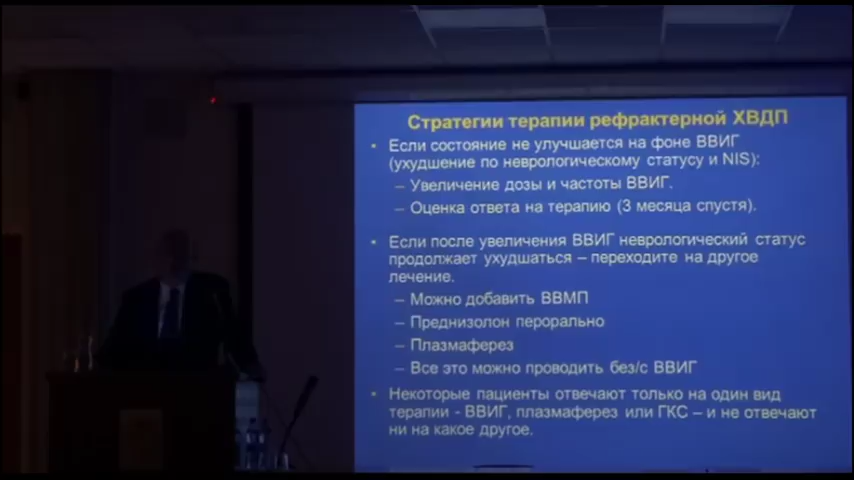 Стратегии терапии рефрактерной ХВДП
• Если состояние не улучшается на фоне ВВИГ
(ухудшение по неврологическому статусу и NIS):
– Увеличение дозы и частоты ВВИГ.
– Оценка ответа на терапию (3 месяца спустя).
• Если после увеличения ВВИГ неврологический статус
продолжает ухудшаться – переходите на другое
лечение.
– Можно добавить ВВМП
– Преднизолон перорально
– Плазмаферез
– Все это можно проводить без/с ВВИГ
• Некоторые пациенты отвечают только на один вид
терапии - ВВИГ, плазмаферез или ГКС – и не отвечают
ни на какое другое.